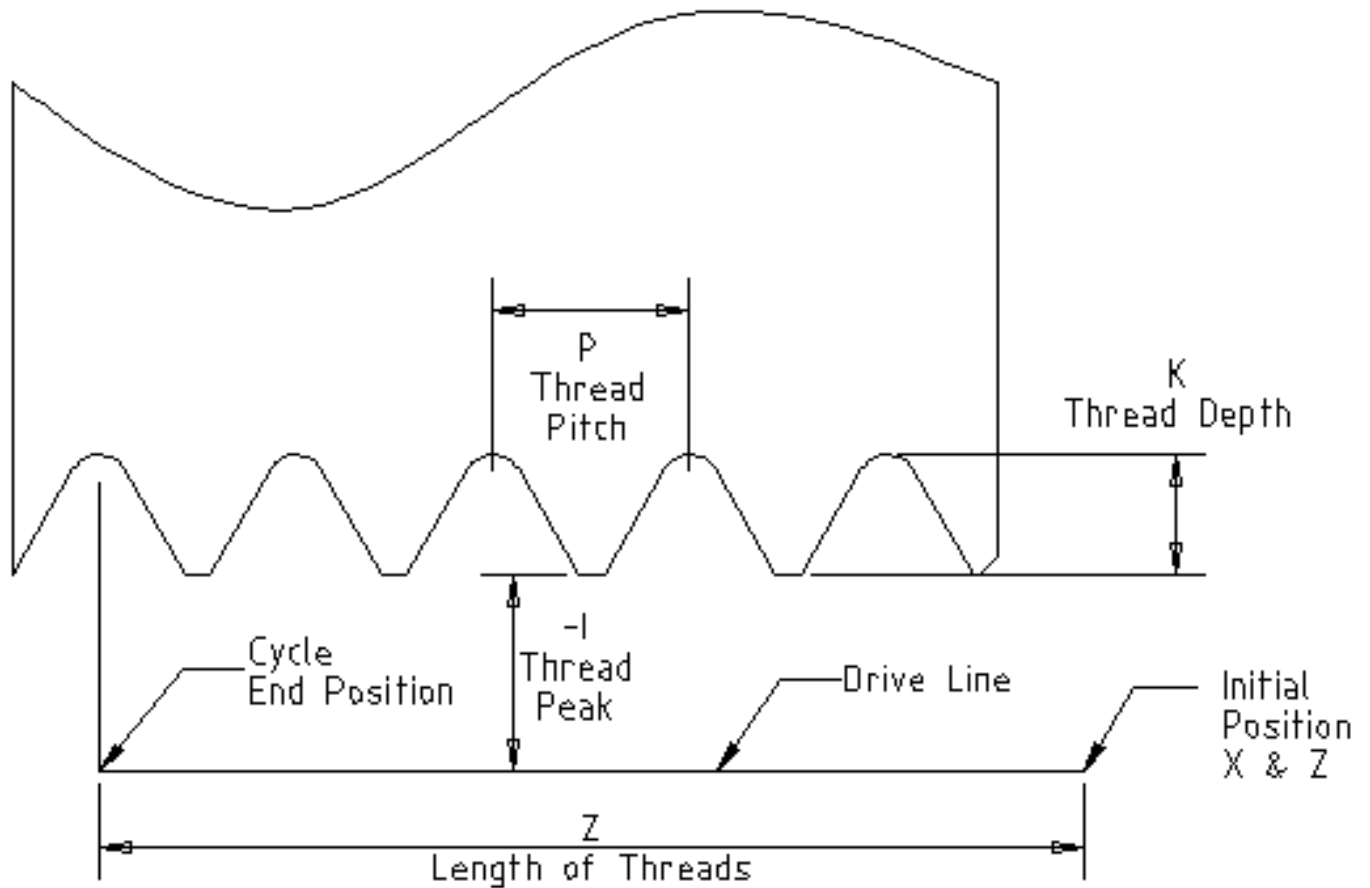 P
Thread
Pitch
K
Thread Depth
-I
Thread
Peak
Cycle
End Position
Drive Line
Initial
Position
X & Z
Z
Length of Threads